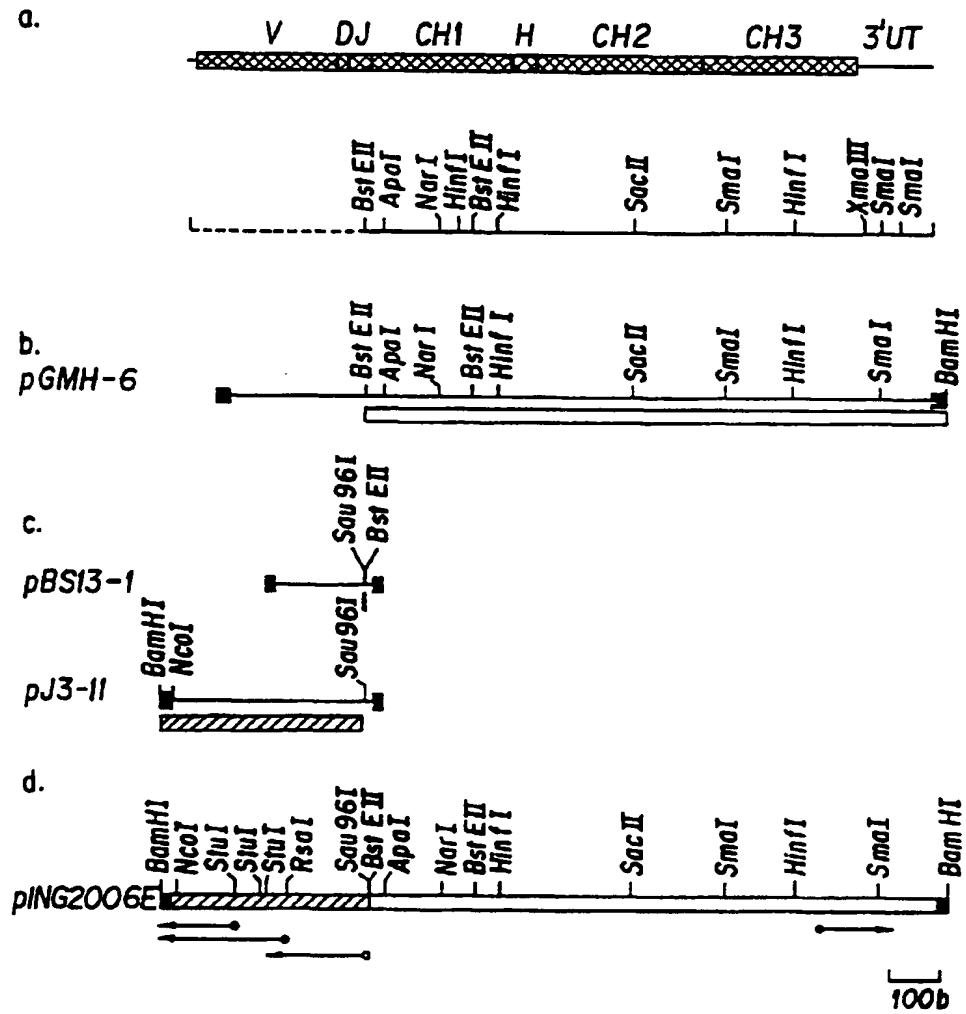 a.
V DJ CH1 H CH2 CH3 3'UT
BstEII ApaI NarI HinfI BstEII HinfI SacII SmaI HinfI XmaIII SmaI SmaI
b.
pGMH-6
BstEII ApaI NarI BstEII HinfI SacII SmaI HinfI SmaI BamHI
c.
Sau96I BstEII
pBS13-1
BamHI NcoI Sau96I
pJ3-11
d.
BamHI NcoI StuI StuI StuI RsaI Sau96I BstEII ApaI NarI BstEII HinfI SacII SmaI HinfI SmaI BamHI
pING2006E
100b